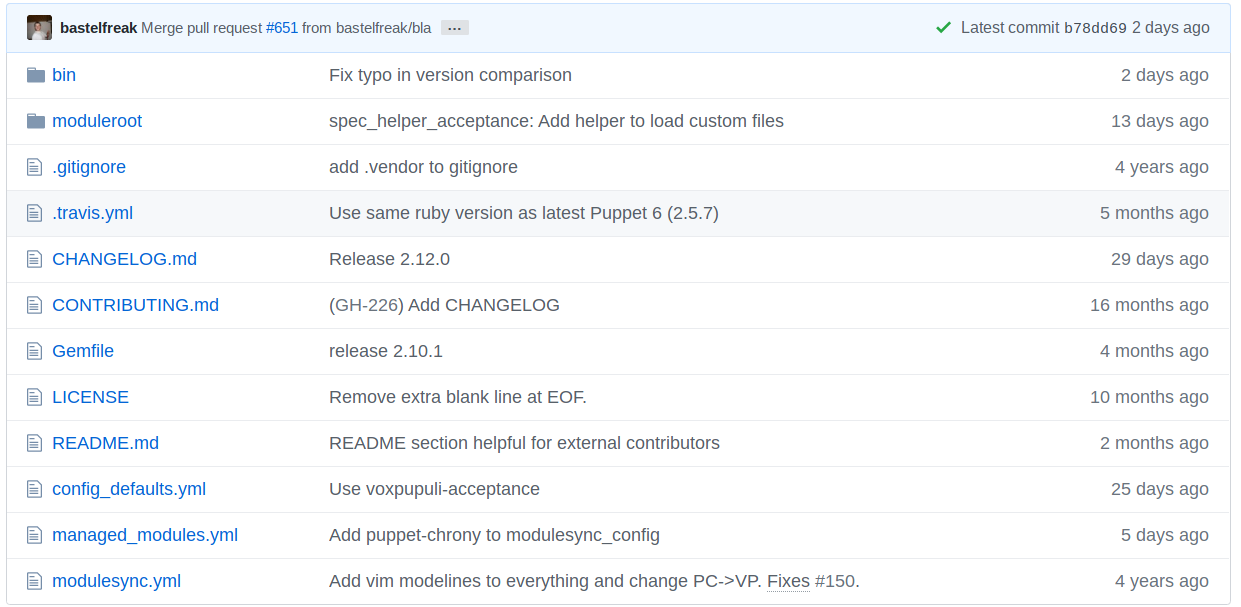 bastelfreak Merge pull request #651 from bastelfreak/bla ... Latest commit b78dd69 2 days ago
bin Fix typo in version comparison 2 days ago
moduleroot spec_helper_acceptance: Add helper to load custom files 13 days ago
.gitignore add .vendor to gitignore 4 years ago
.travis.yml Use same ruby version as latest Puppet 6 (2.5.7) 5 months ago
CHANGELOG.md Release 2.12.0 29 days ago
CONTRIBUTING.md (GH-226) Add CHANGELOG 16 months ago
Gemfile release 2.10.1 4 months ago
LICENSE Remove extra blank line at EOF. 10 months ago
README.md README section helpful for external contributors 2 months ago
config_defaults.yml Use voxpupuli-acceptance 25 days ago
managed_modules.yml Add puppet-chrony to modulesync_config 5 days ago
modulesync.yml Add vim modelines to everything and change PC->VP. Fixes #150. 4 years ago